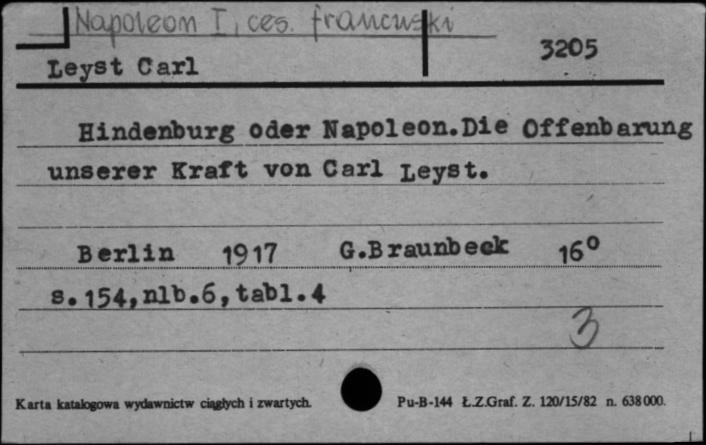 Napoleon I, ces. francuski
3205
Leyst Carl
Hindenburg oder Napoleon.Die Offenbarung
unserer Kraft von Carl Leyst.
Berlin 1917 G.Braunbeck 16°
s.154,nlb.6,tabl.4
3
Karta katalogowa wydawnictw ciągłych i zwartych. Pu-B-144 Ł.Z.Graf. Z. 120/15/82 n. 638000.